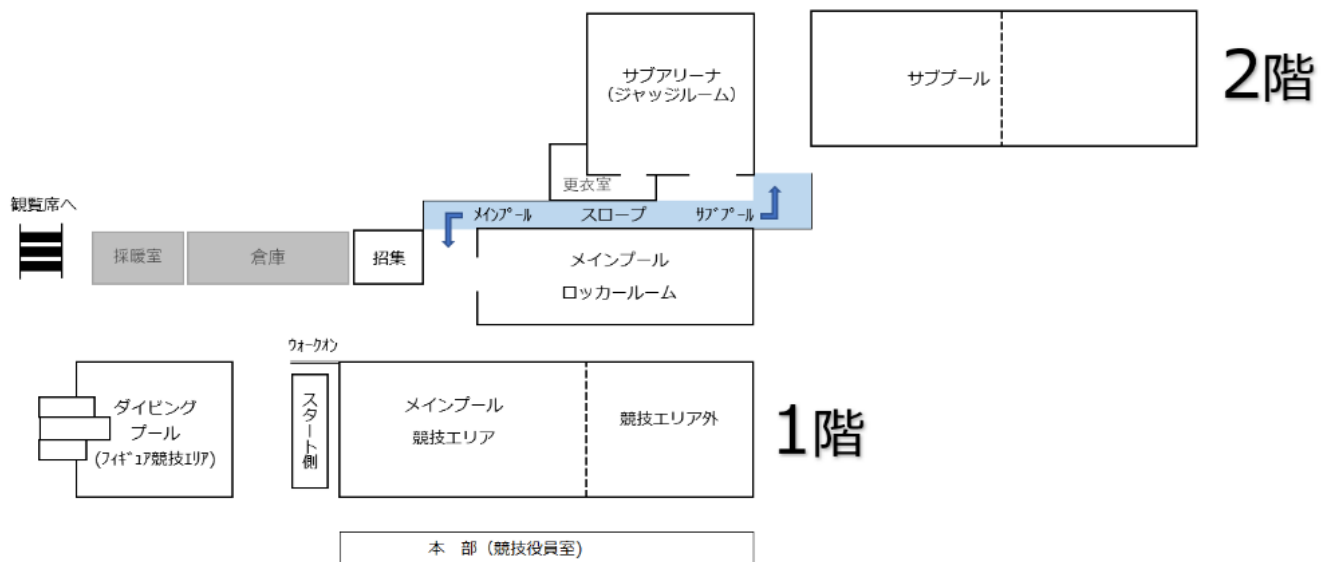 サブアリーナ
(ジャッジルーム)
サブプール
2階
更衣室
観覧席へ
ﾒｲﾝﾌﾟｰﾙ
スロープ
ｻﾌﾞﾌﾟｰﾙ
採暖室
倉庫
招集
メインプール
ロッカールーム
ｳｫｰｸｵﾝ
ダイビング
プール
(ﾌｨｷﾞｭｱ競技ｴﾘｱ)
スタート側
メインプール
競技エリア
競技エリア外
1階
本 部 (競技役員室)